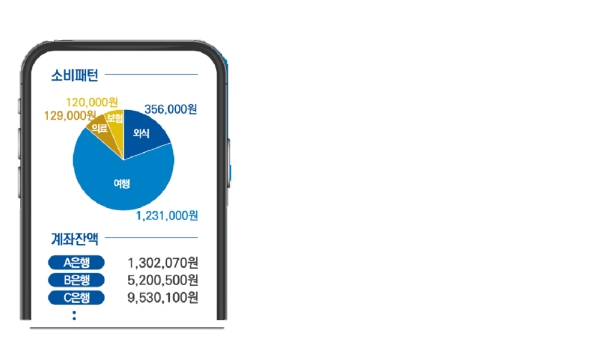 소비패턴
120,000원
356,000원
129,000원
보험
의료
외식
여행
1,231,000원
계좌잔액
A은행 1,302,070원
B은행 5,200,500원
C은행 9,530,100원
: